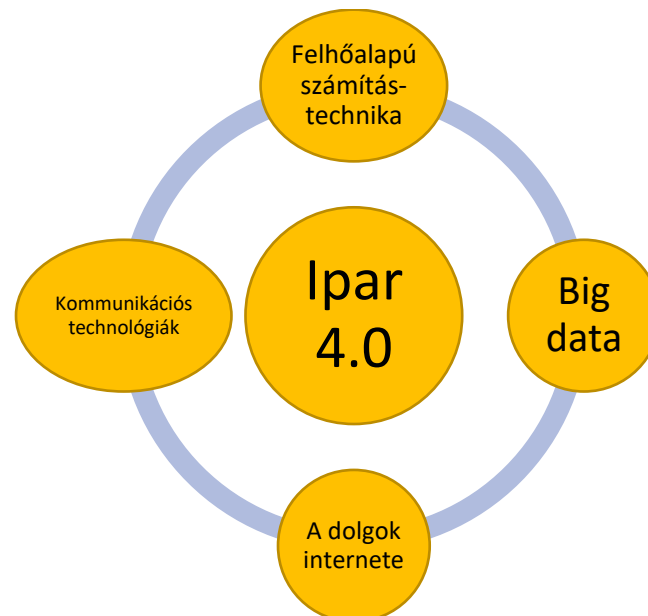 Felhőalapú
számítás-
technika
Ipar
4.0
Big
data
Kommunikációs
technológiák
A dolgok
internete